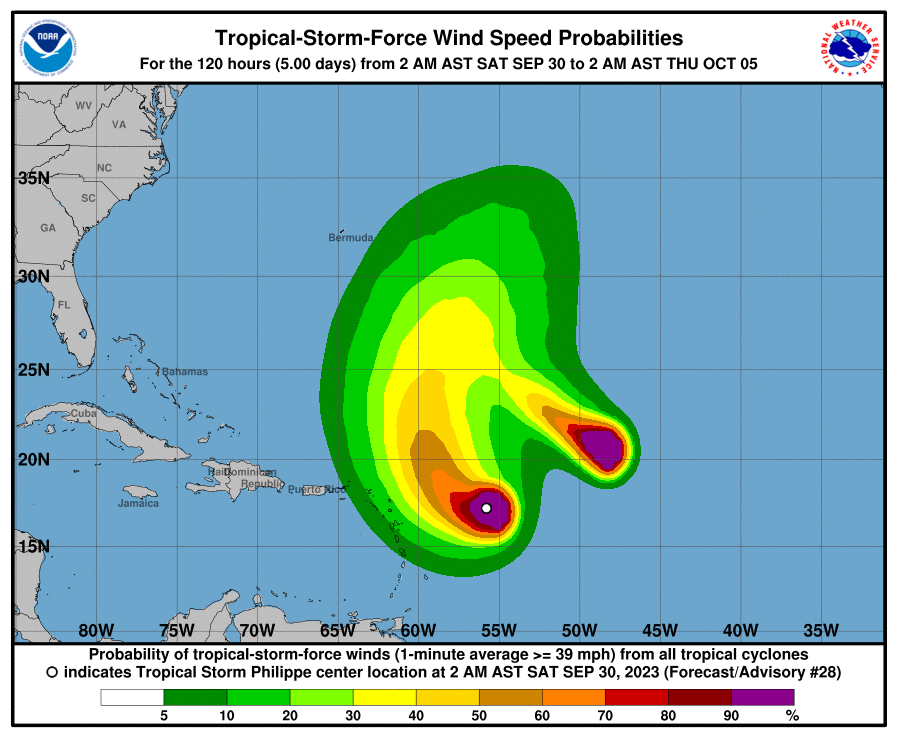 Tropical-Storm-Force Wind Speed Probabilities
For the 120 hours (5.00 days) from 2 AM AST SAT SEP 30 to 2 AM AST THU OCT 05
NOAA
NATIONAL WEATHER SERVICE
WV
VA
NC
35N
SC
GA
Bermuda
30N
FL
25N
Bahamas
Cuba
20N
Haiti
Dominican
Republic
Puerto Rico
Jamaica
15N
80W 75W 70W 65W 60W 55W 50W 45W 40W 35W
Probability of tropical-storm-force winds (1-minute average >= 39 mph) from all tropical cyclones
indicates Tropical Storm Philippe center location at 2 AM AST SAT SEP 30, 2023 (Forecast/Advisory #28)
5 10 20 30 40 50 60 70 80 90 %